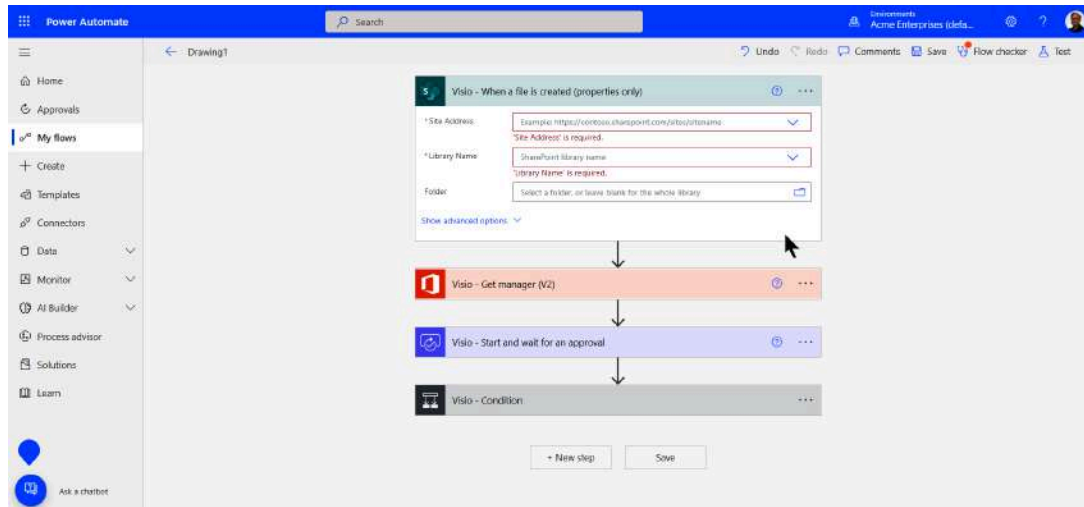 Power Automate
Search
Environments
Acme Enterprises (defa...
?
Drawing1
Undo
Redo
Comments
Save
Flow checker
Test
Home
Approvals
My flows
Create
Templates
Connectors
Data
Monitor
AI Builder
Process advisor
Solutions
Learn
Ask a chatbot
S
Visio - When a file is created (properties only)
* Site Address
Example: https://contoso.sharepoint.com/sites/sitename
'Site Address' is required.
* Library Name
SharePoint library name
'Library Name' is required.
Folder
Select a folder, or leave blank for the whole library
Show advanced options
Visio - Get manager (V2)
Visio - Start and wait for an approval
Visio - Condition
+ New step
Save